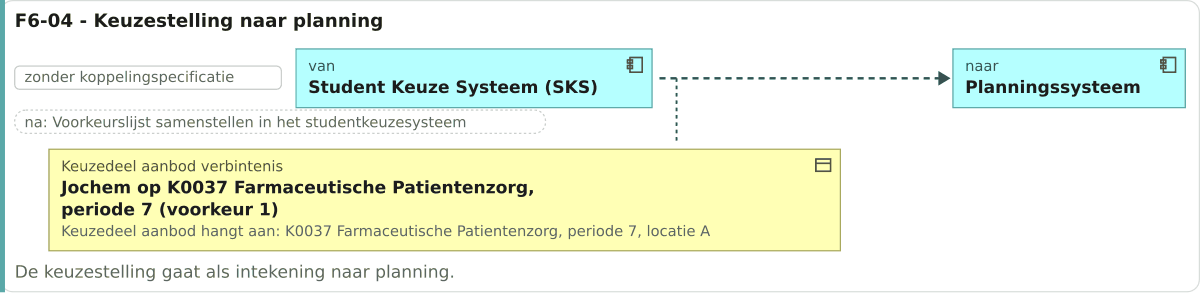 F6-04 - Keuzestelling naar planning
zonder koppelingspecificatie
van
Student Keuze Systeem (SKS)
naar
Planningssysteem
na: Voorkeurslijst samenstellen in het studentkeuzesysteem
Keuzedeel aanbod verbintenis
Jochem op K0037 Farmaceutische Patientenzorg,
periode 7 (voorkeur 1)
Keuzedeel aanbod hangt aan: K0037 Farmaceutische Patientenzorg, periode 7, locatie A
De keuzestelling gaat als intekening naar planning.